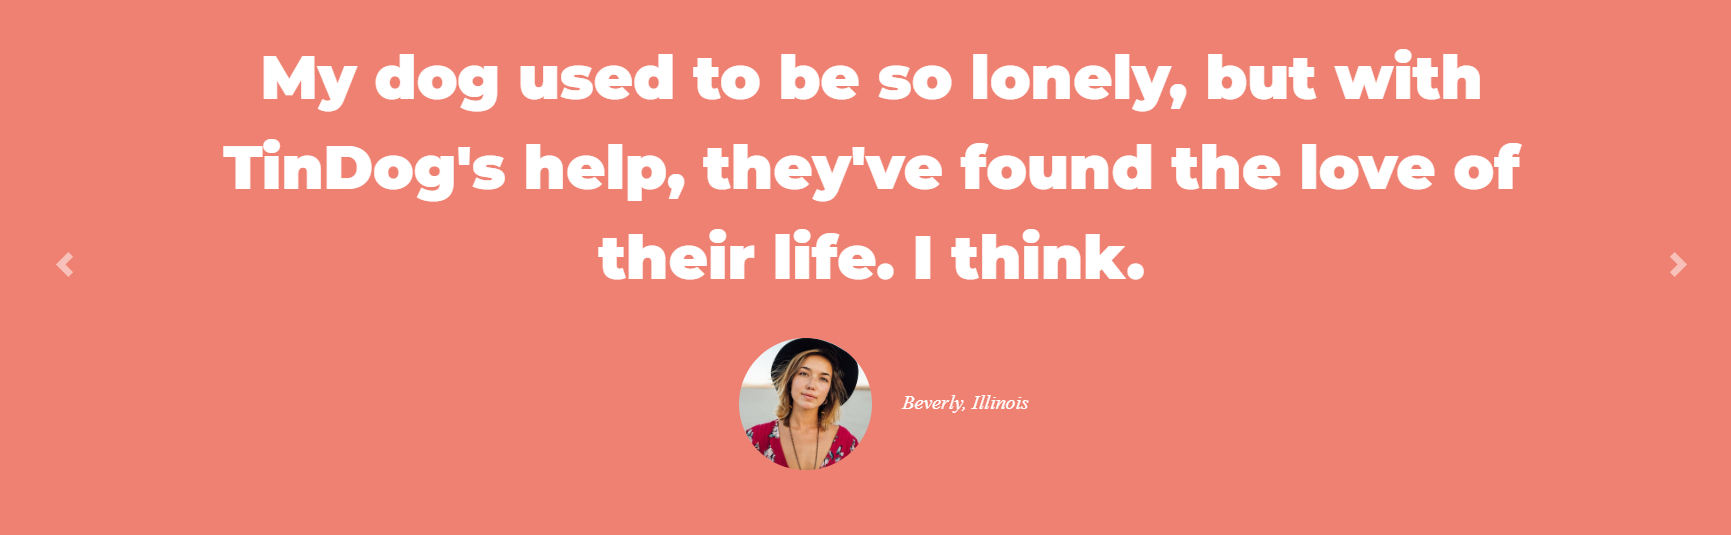 My dog used to be so lonely, but with
TinDog's help, they've found the love of
their life. I think.
Beverly, Illinois